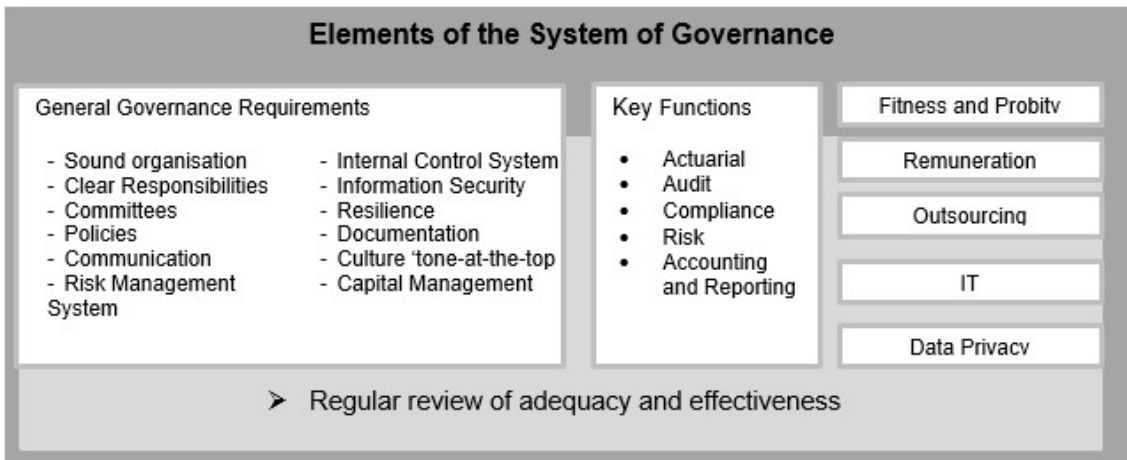 Elements of the System of Governance
General Governance Requirements
- Sound organisation
- Clear Responsibilities
- Committees
- Policies
- Communication
- Risk Management
System
- Internal Control System
- Information Security
- Resilience
- Documentation
- Culture ‘tone-at-the-top
- Capital Management
Key Functions
• Actuarial
• Audit
• Compliance
• Risk
• Accounting
and Reporting
Fitness and Probity
Remuneration
Outsourcing
IT
Data Privacy
➢ Regular review of adequacy and effectiveness